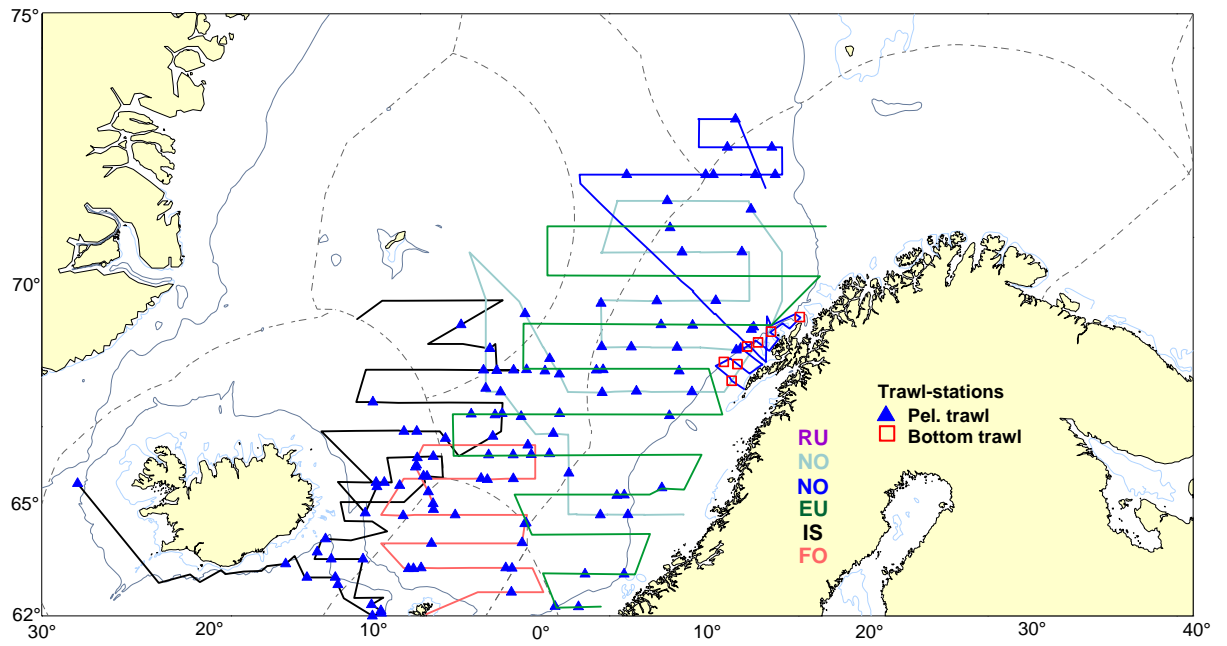 75°
70°
65°
62°
30°
20°
10°
0°
10°
20°
30°
40°
Trawl-stations
Pel. trawl
Bottom trawl
RU
NO
NO
EU
IS
FO